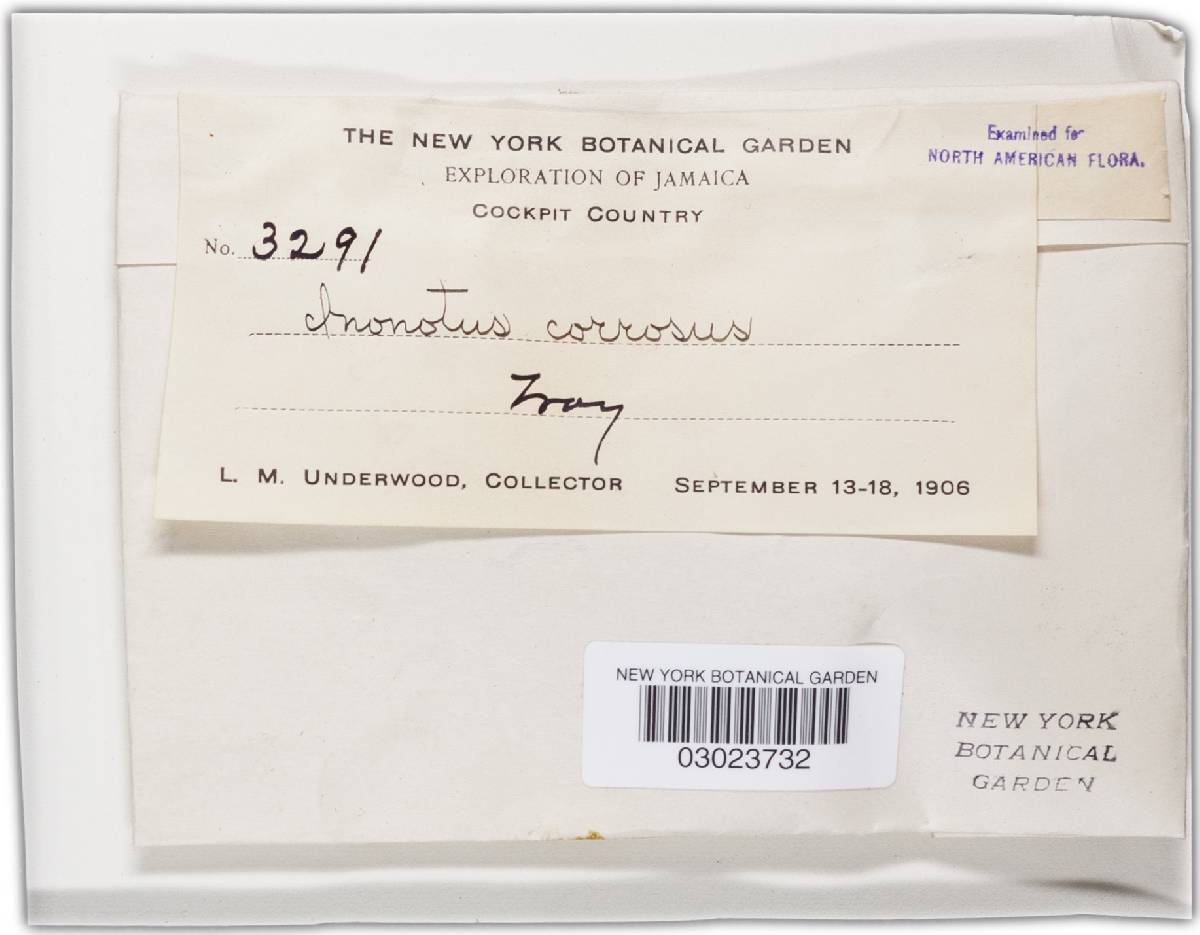 THE NEW YORK BOTANICAL GARDEN
EXPLORATION OF JAMAICA
COCKPIT COUNTRY
Examined for
NORTH AMERICAN FLORA.
No. 3291
Inonotus corrosus
Troy
L. M. UNDERWOOD, COLLECTOR SEPTEMBER 13-18, 1906
NEW YORK BOTANICAL GARDEN
03023732
NEW YORK
BOTANICAL
GARDEN